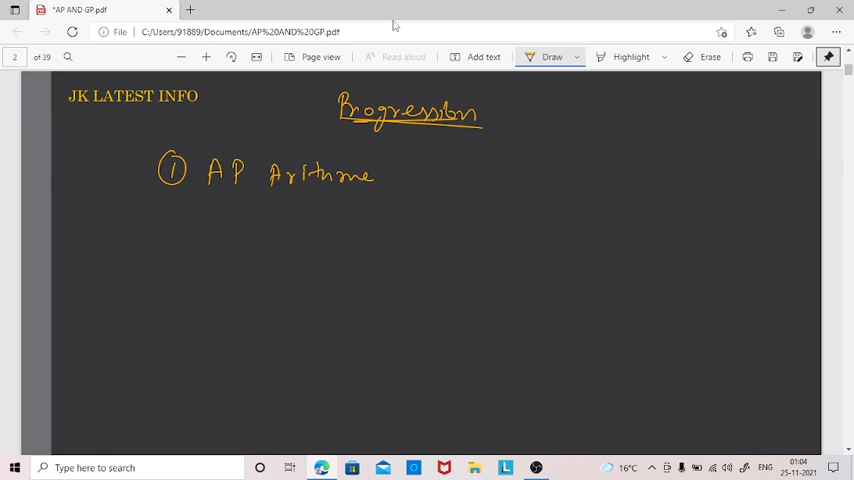 *AP AND GP.pdf
File C:/Users/91889/Documents/AP%20AND%20GP.pdf
2 of 39 Page view Read aloud Add text Draw Highlight Erase
JK LATEST INFO
Progression
1 AP Arithme
Type here to search
16°C ENG 01:04
25-11-2021